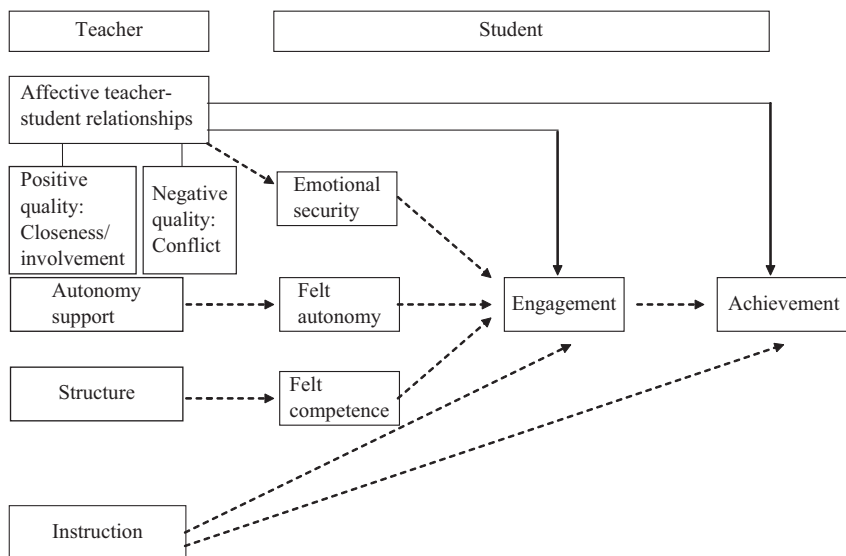 Teacher
Student
Affective teacher-
student relationships
Positive
quality:
Closeness/
involvement
Negative
quality:
Conflict
Emotional
security
Autonomy
support
Felt
autonomy
Engagement
Achievement
Structure
Felt
competence
Instruction